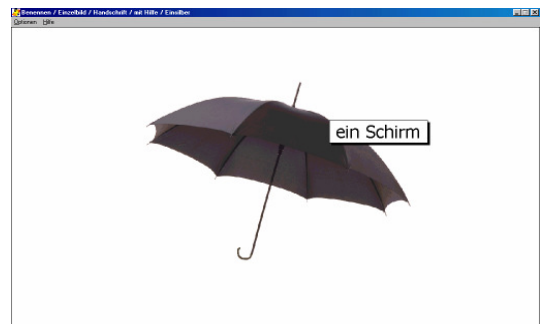 Benennen / Einzelbild / Handschrift / mit Hilfe / Einsilber
Optionen Hilfe
ein Schirm